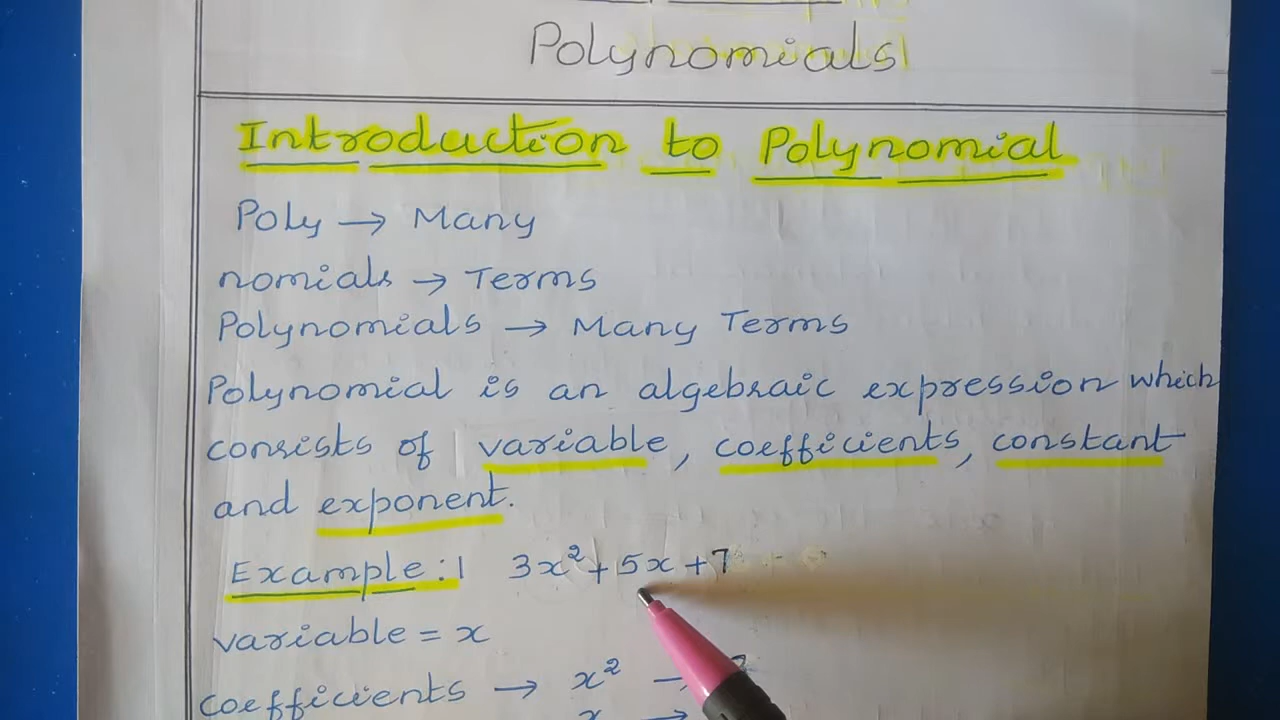 Polynomials
Introduction to Polynomial
Poly → Many
nomials → Terms
Polynomials → Many Terms
Polynomial is an algebraic expression which
consists of variable, coefficients, constant
and exponent.
Example:1 3x² + 5x + 7
variable = x
coefficients → x² →
x →